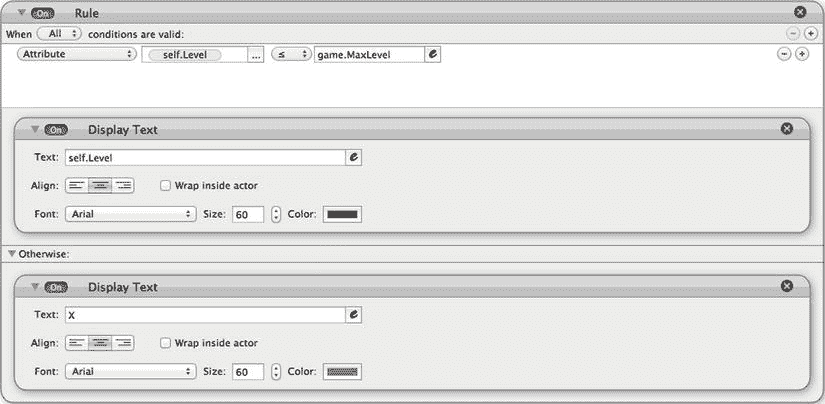 On Rule
When All conditions are valid:
Attribute self.Level ... ≤ game.MaxLevel e
On Display Text
Text: self.Level e
Align: Wrap inside actor
Font: Arial Size: 60 Color:
Otherwise:
On Display Text
Text: X e
Align: Wrap inside actor
Font: Arial Size: 60 Color: